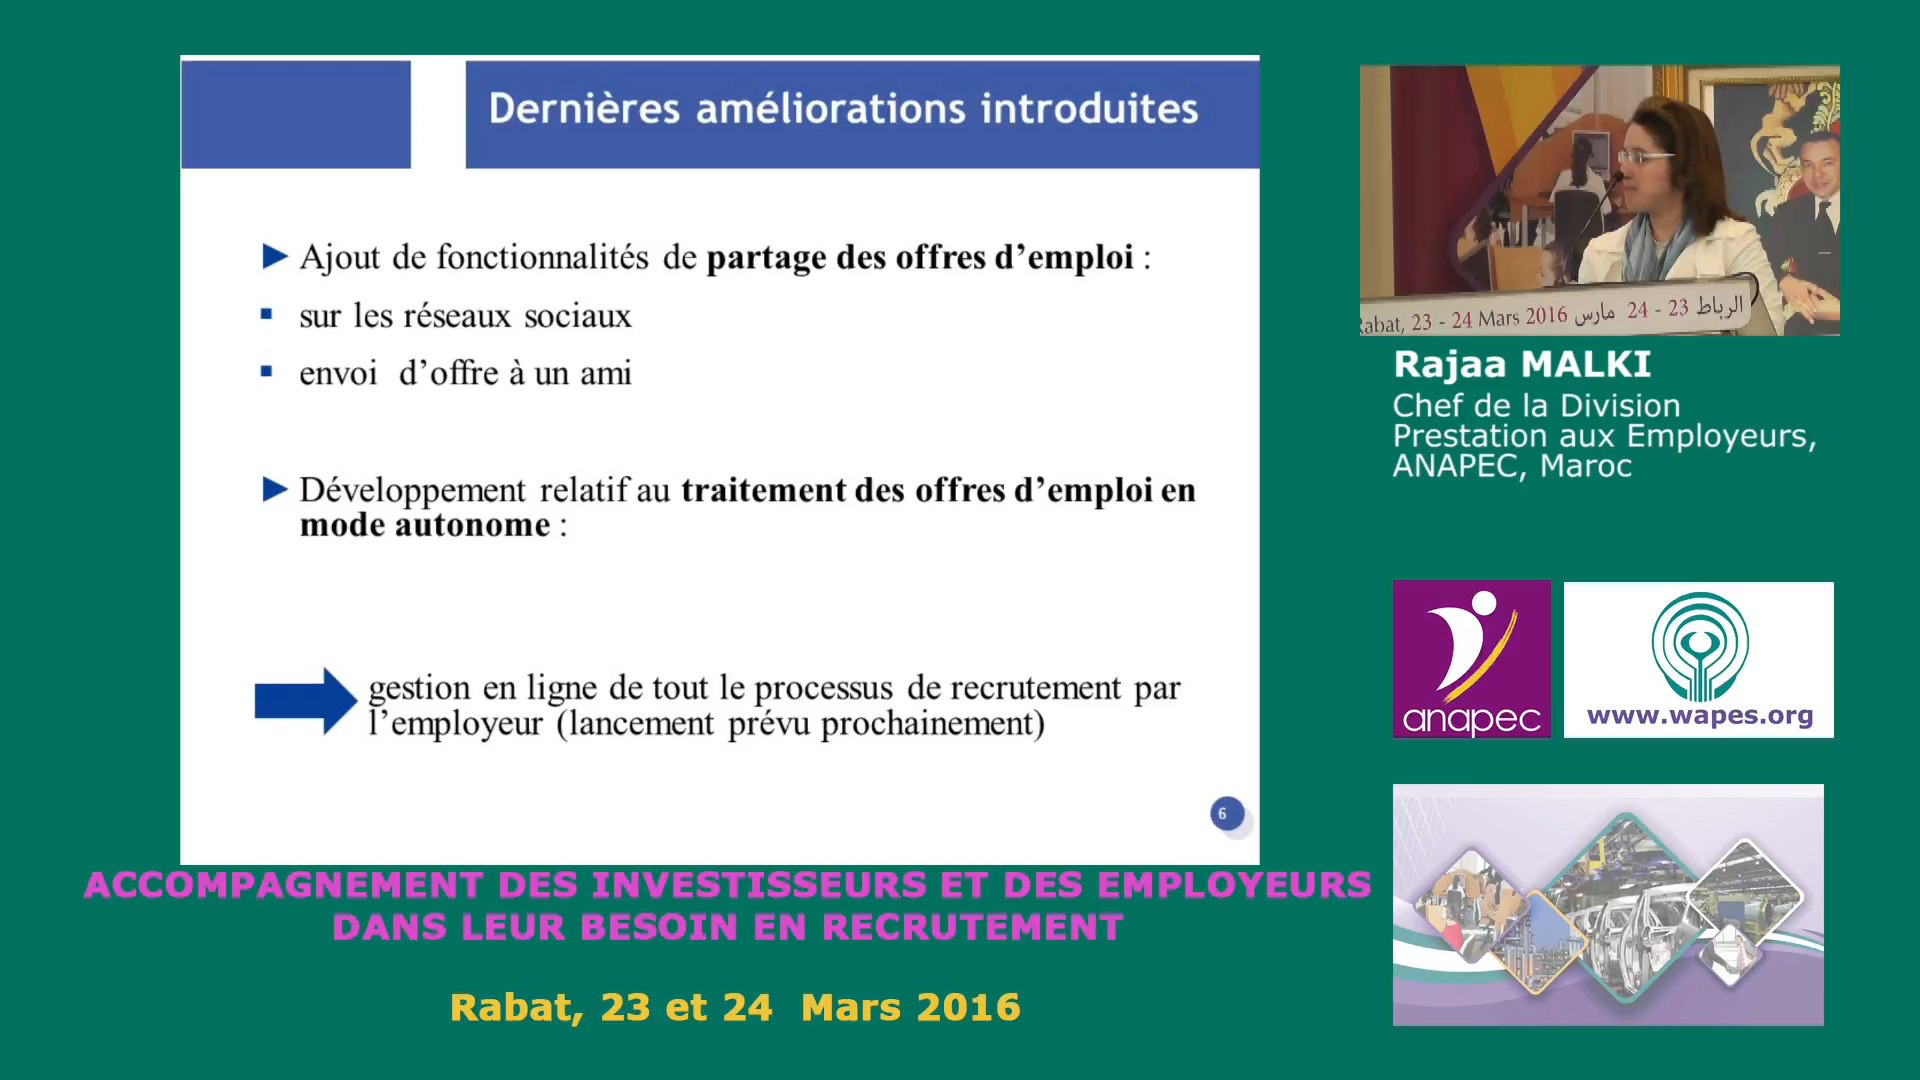 Dernières améliorations introduites
Ajout de fonctionnalités de partage des offres d’emploi :
sur les réseaux sociaux
envoi d’offre à un ami
Développement relatif au traitement des offres d’emploi en
mode autonome :
gestion en ligne de tout le processus de recrutement par
l’employeur (lancement prévu prochainement)
6
abat, 23 - 24 Mars 2016 الرباط 23 - 24 مارس
Rajaa MALKI
Chef de la Division
Prestation aux Employeurs,
ANAPEC, Maroc
anapec
www.wapes.org
ACCOMPAGNEMENT DES INVESTISSEURS ET DES EMPLOYEURS
DANS LEUR BESOIN EN RECRUTEMENT
Rabat, 23 et 24 Mars 2016